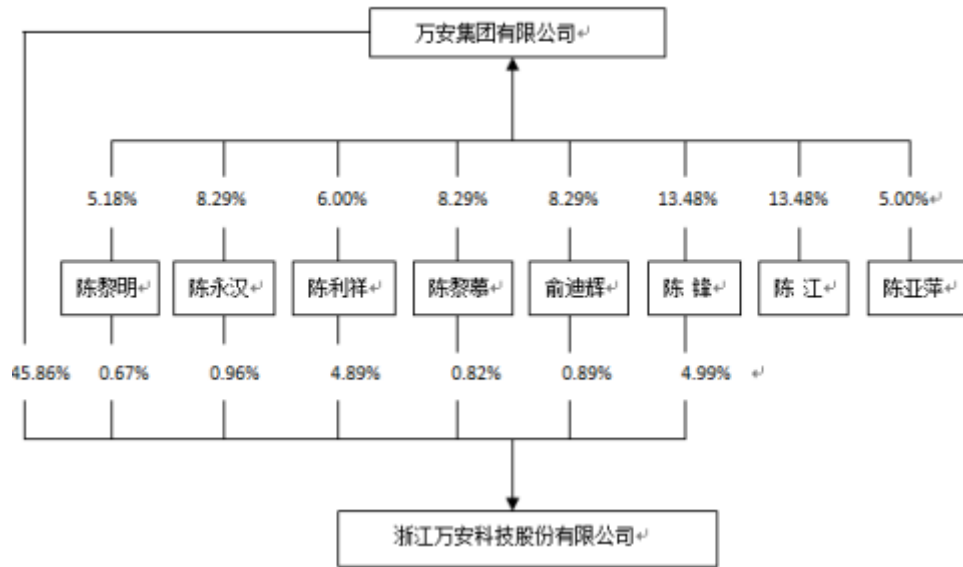 万安集团有限公司
5.18% 8.29% 6.00% 8.29% 8.29% 13.48% 13.48% 5.00%
陈黎明 陈永汉 陈利祥 陈黎慕 俞迪辉 陈 锋 陈 江 陈亚萍
45.86% 0.67% 0.96% 4.89% 0.82% 0.89% 4.99%
浙江万安科技股份有限公司